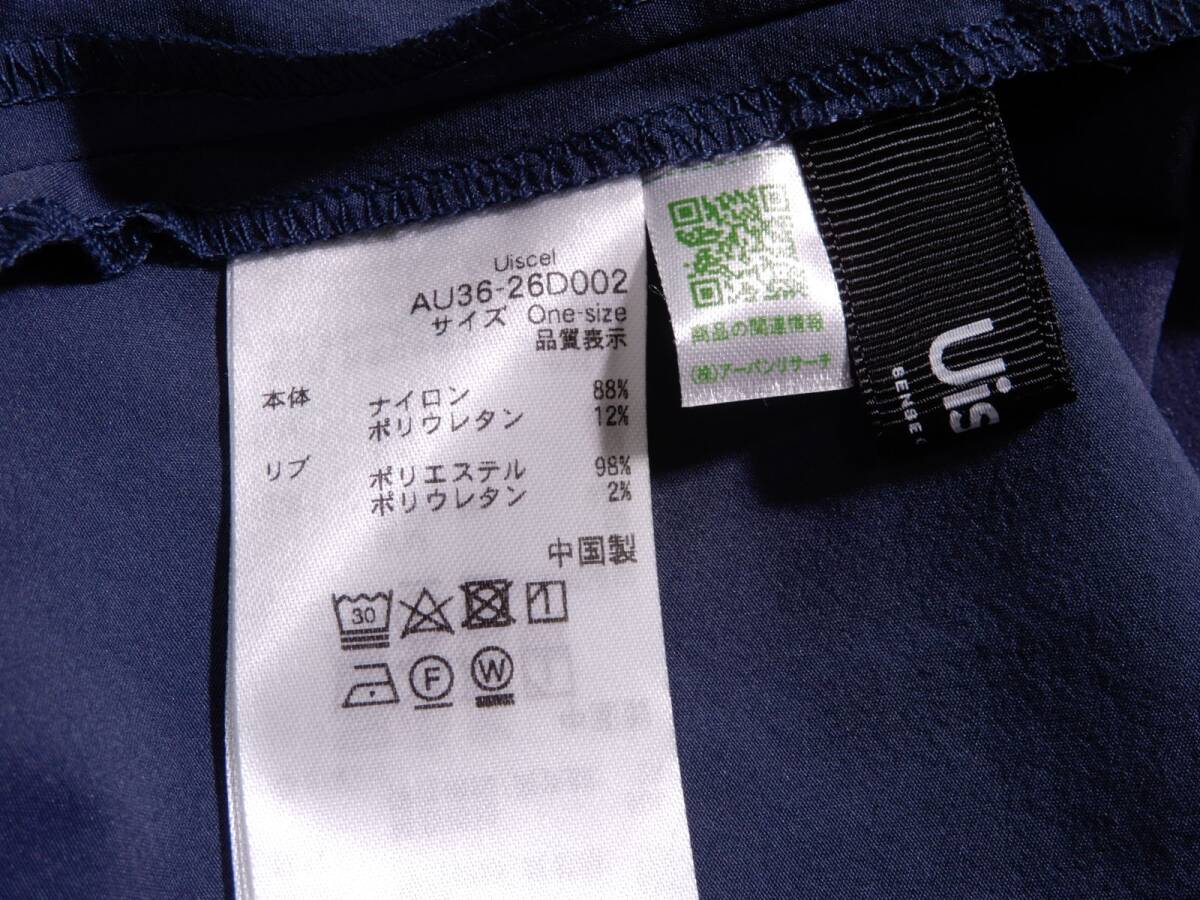 Uiscel
AU36-26D002
サイズ One-size
品質表示
本体 ナイロン 88%
ポリウレタン 12%
リブ ポリエステル 98%
ポリウレタン 2%
中国製
30
F
W
商品の関連情報
(株)アーバンリサーチ
Uis
SENSE